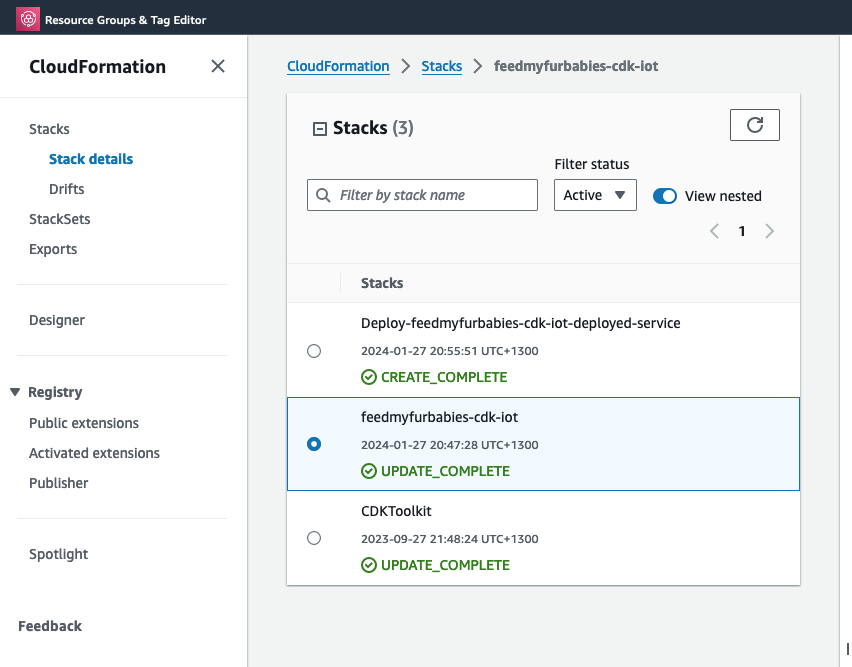 Resource Groups & Tag Editor
CloudFormation
Stacks
Stack details
Drifts
StackSets
Exports
Designer
Registry
Public extensions
Activated extensions
Publisher
Spotlight
Feedback
CloudFormation > Stacks > feedmyfurbabies-cdk-iot
Stacks (3)
Filter status
Filter by stack name
Active
View nested
1
Stacks
Deploy-feedmyfurbabies-cdk-iot-deployed-service
2024-01-27 20:55:51 UTC+1300
CREATE_COMPLETE
feedmyfurbabies-cdk-iot
2024-01-27 20:47:28 UTC+1300
UPDATE_COMPLETE
CDKToolkit
2023-09-27 21:48:24 UTC+1300
UPDATE_COMPLETE